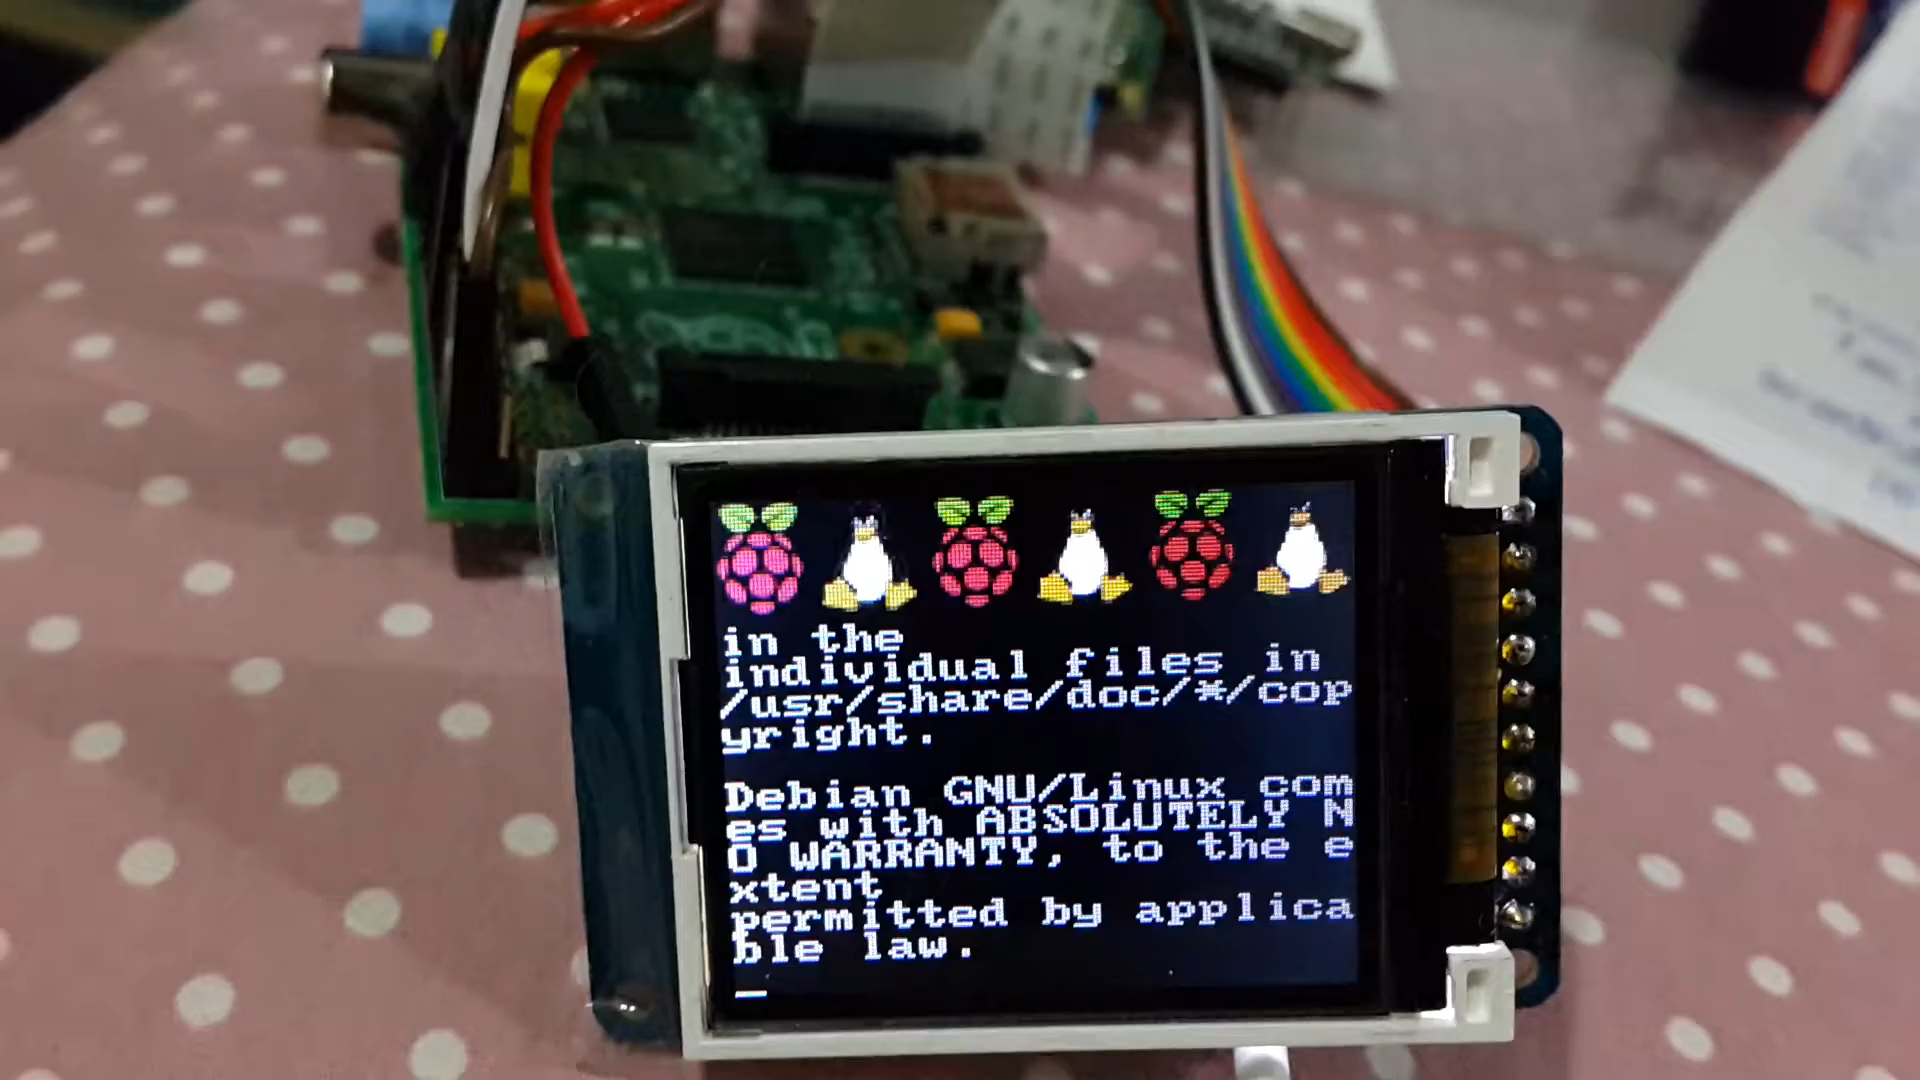 in the
individual files in
/usr/share/doc/*/cop
yright.
Debian GNU/Linux com
es with ABSOLUTELY N
O WARRANTY, to the e
xtent
permitted by applica
ble law.